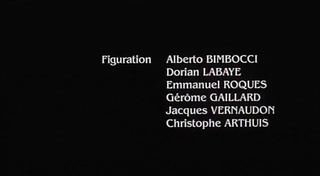 Figuration Alberto BIMBOCCI
Dorian LABAYE
Emmanuel ROQUES
Gérôme GAILLARD
Jacques VERNAUDON
Christophe ARTHUIS